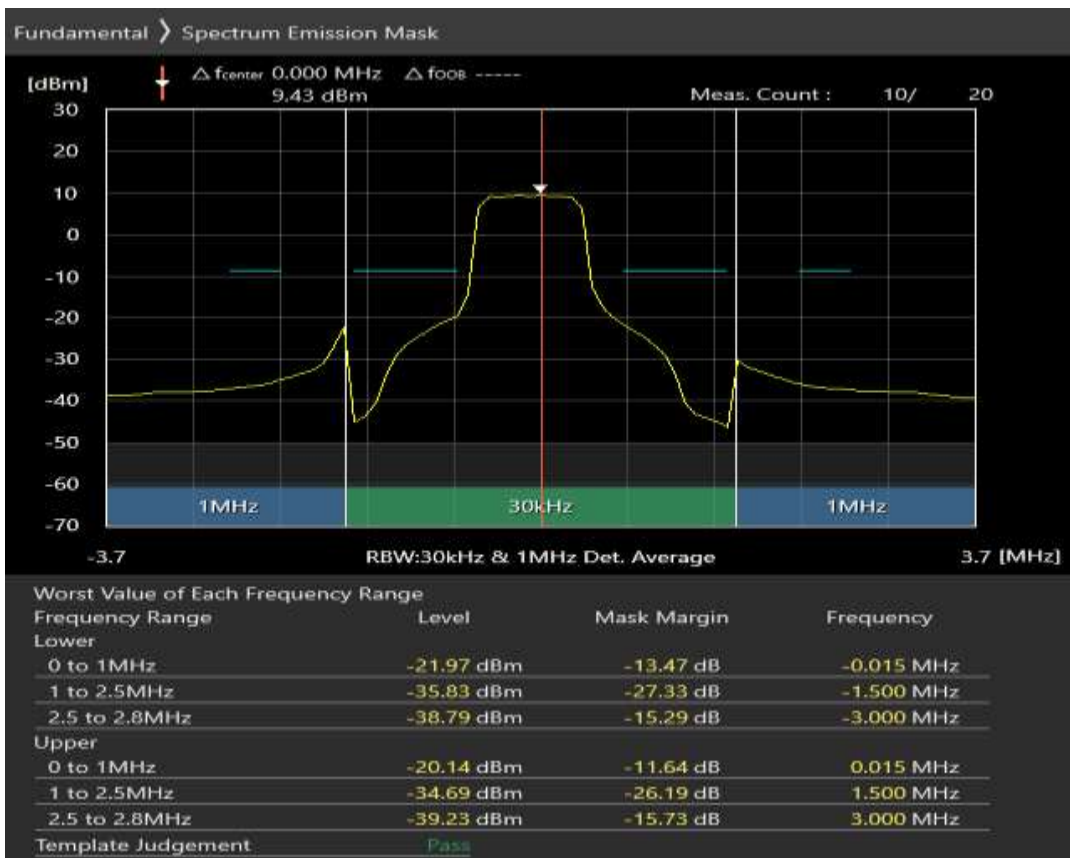 Fundamental 〉 Spectrum Emission Mask
[dBm]
△ fcenter 0.000 MHz △ fOOB -----
9.43 dBm Meas. Count : 10/ 20
30
20
10
0
-10
-20
-30
-40
-50
-60
-70
1MHz 30kHz 1MHz
-3.7 RBW:30kHz & 1MHz Det. Average 3.7 [MHz]
Worst Value of Each Frequency Range
Frequency Range Level Mask Margin Frequency
Lower
0 to 1MHz -21.97 dBm -13.47 dB -0.015 MHz
1 to 2.5MHz -35.83 dBm -27.33 dB -1.500 MHz
2.5 to 2.8MHz -38.79 dBm -15.29 dB -3.000 MHz
Upper
0 to 1MHz -20.14 dBm -11.64 dB 0.015 MHz
1 to 2.5MHz -34.69 dBm -26.19 dB 1.500 MHz
2.5 to 2.8MHz -39.23 dBm -15.73 dB 3.000 MHz
Template Judgement Pass